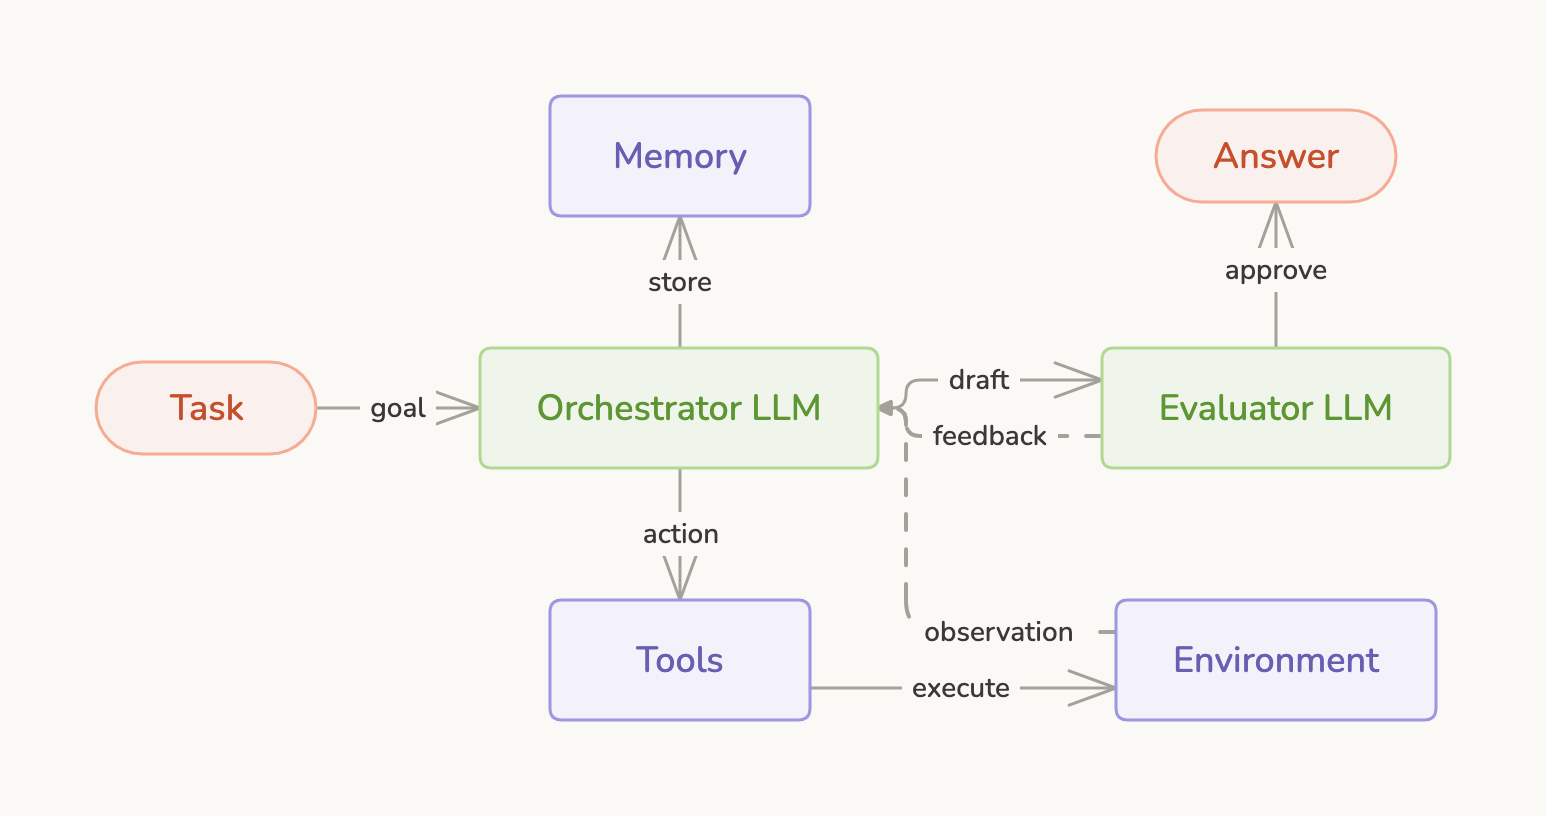 Memory
Answer
store
approve
Task
goal
Orchestrator LLM
draft
feedback
Evaluator LLM
action
observation
Tools
execute
Environment